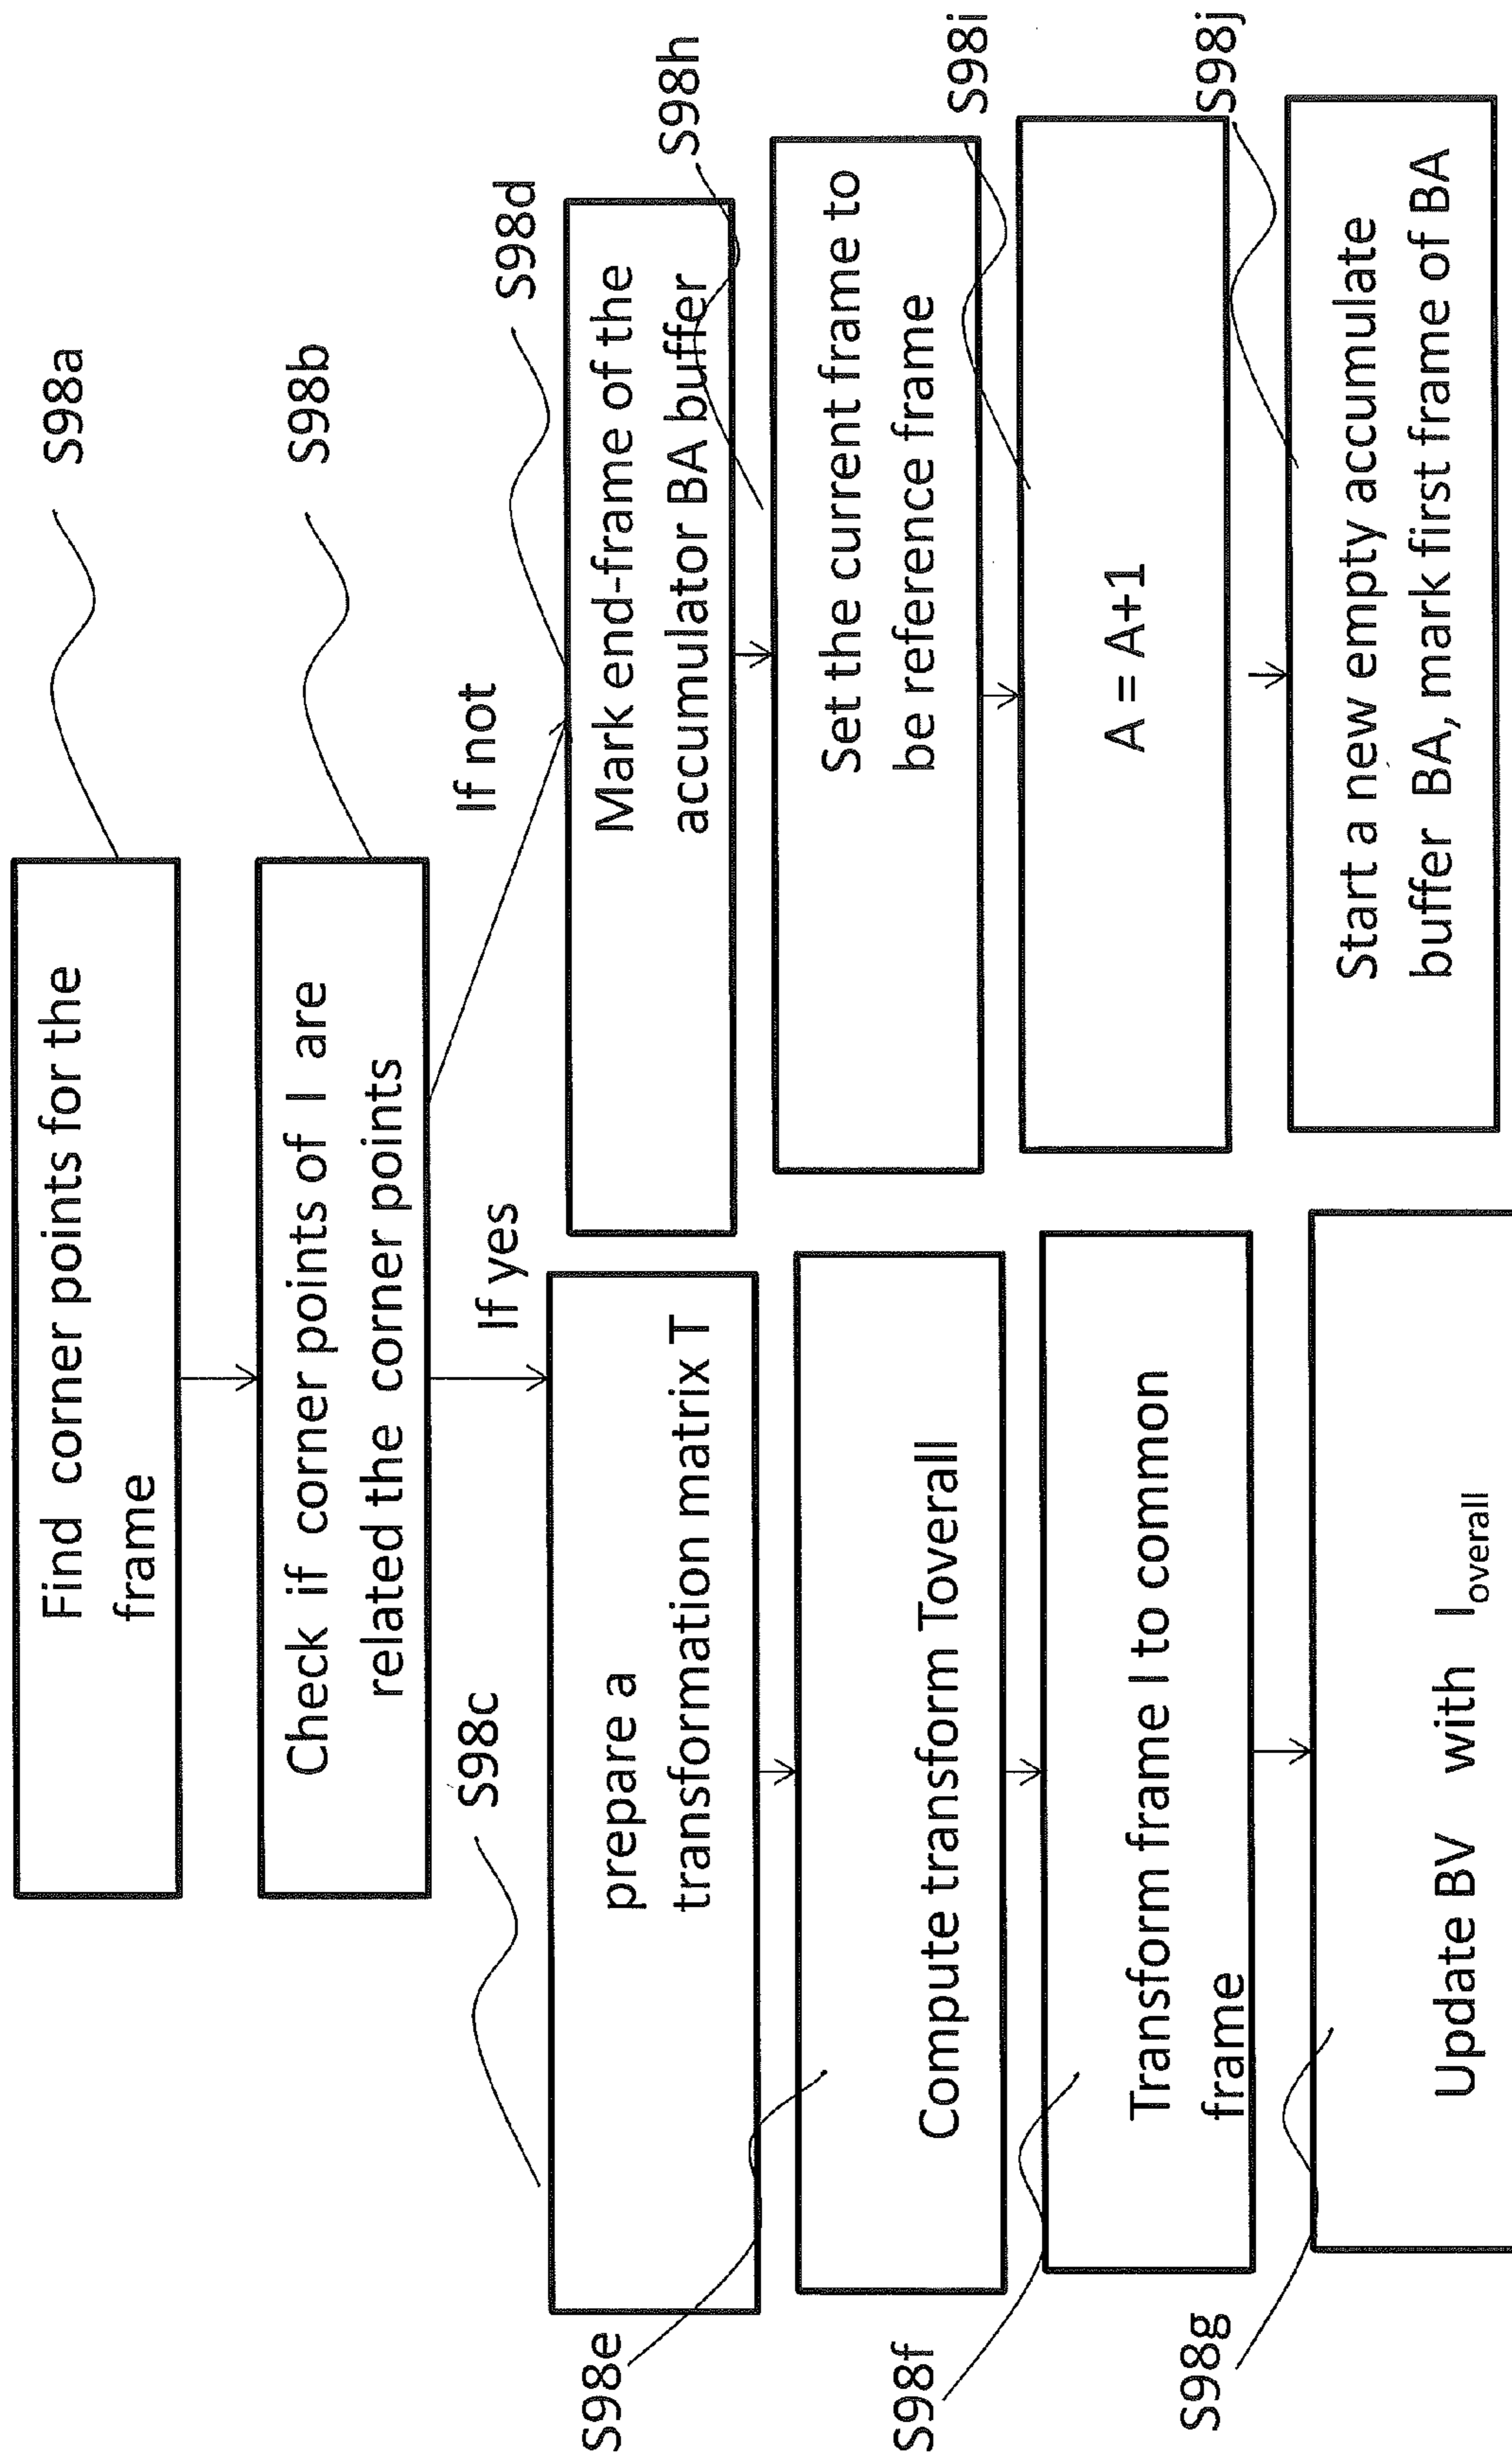 Find corner points for the
frame
S98a
Check if corner points of I are
related the corner points
S98b
If yes
If not
S98c
prepare a
transformation matrix T
S98d
Mark end-frame of the
accumulator BA buffer
S98e
Compute transform Toverall
S98h
Set the current frame to
be reference frame
S98f
Transform frame I to common
frame
S98i
A = A+1
S98g
Update BV with Ioverall
S98j
Start a new empty accumulate
buffer BA, mark first frame of BA